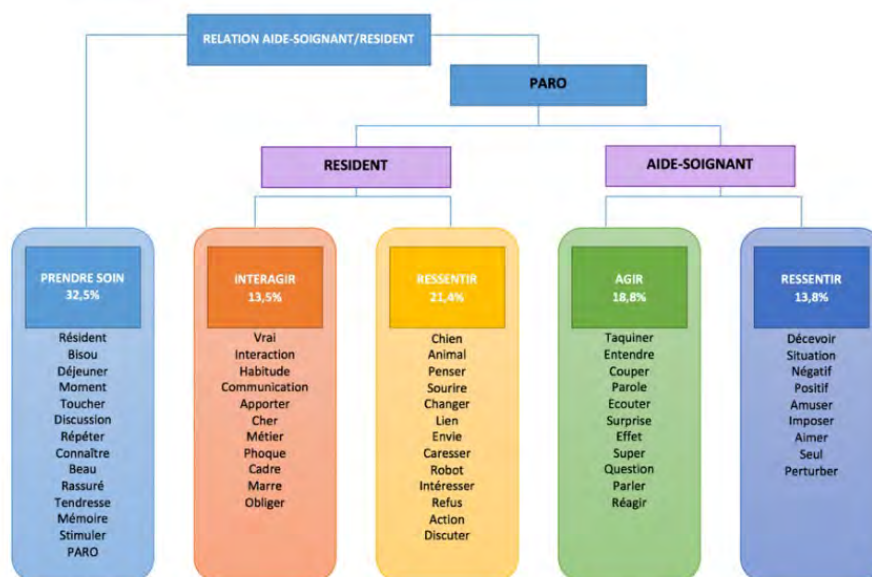 RELATION AIDE-SOIGNANT/RESIDENT
PARO
RESIDENT
AIDE-SOIGNANT
PRENDRE SOIN
32,5%
Résident
Bisou
Déjeuner
Moment
Toucher
Discussion
Répéter
Connaître
Beau
Rassuré
Tendresse
Mémoire
Stimuler
PARO
INTERAGIR
13,5%
Vrai
Interaction
Habitude
Communication
Apporter
Cher
Métier
Phoque
Cadre
Marre
Obliger
RESSENTIR
21,4%
Chien
Animal
Penser
Sourire
Changer
Lien
Envie
Caresser
Robot
Intéresser
Refus
Action
Discuter
AGIR
18,8%
Taquiner
Entendre
Couper
Parole
Ecouter
Surprise
Effet
Super
Question
Parler
Réagir
RESSENTIR
13,8%
Décevoir
Situation
Négatif
Positif
Amuser
Imposer
Aimer
Seul
Perturber